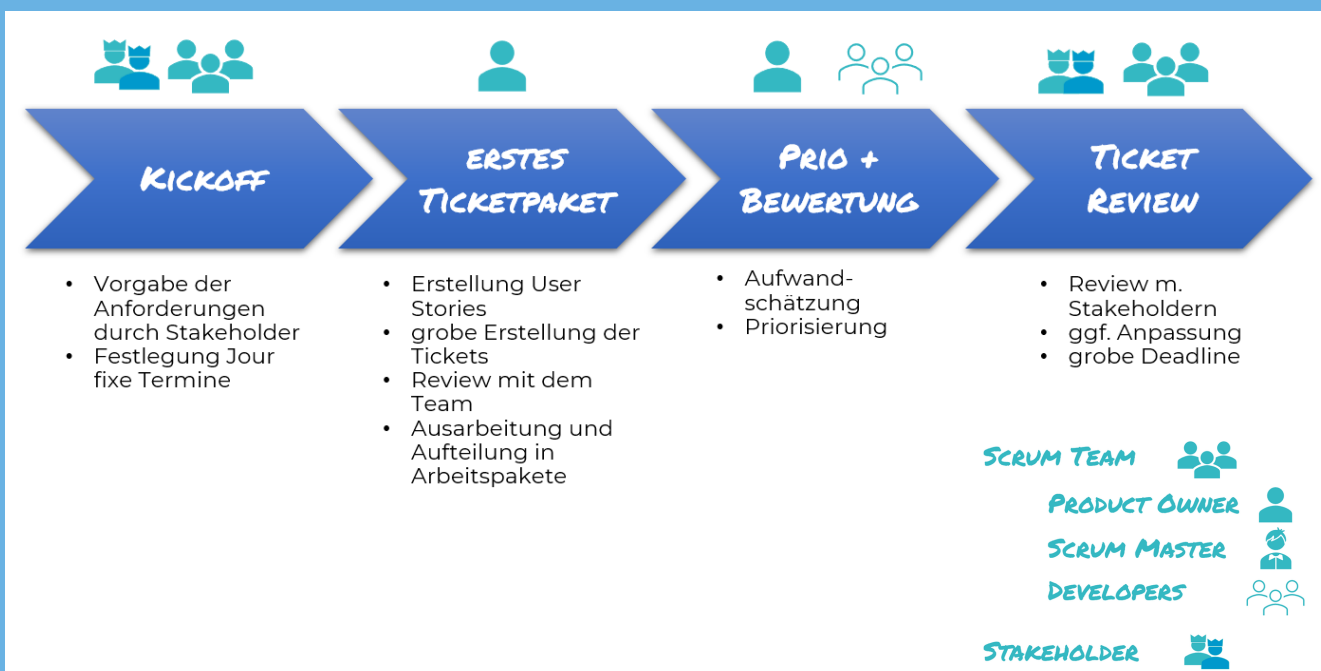 Kickoff
erstes
Ticketpaket
Prio +
Bewertung
Ticket
Review
• Vorgabe der
Anforderungen
durch Stakeholder
• Festlegung Jour
fixe Termine
• Erstellung User
Stories
• grobe Erstellung der
Tickets
• Review mit dem
Team
• Ausarbeitung und
Aufteilung in
Arbeitspakete
• Aufwand-
schätzung
• Priorisierung
• Review m.
Stakeholdern
• ggf. Anpassung
• grobe Deadline
Scrum Team
Product Owner
Scrum Master
Developers
Stakeholder